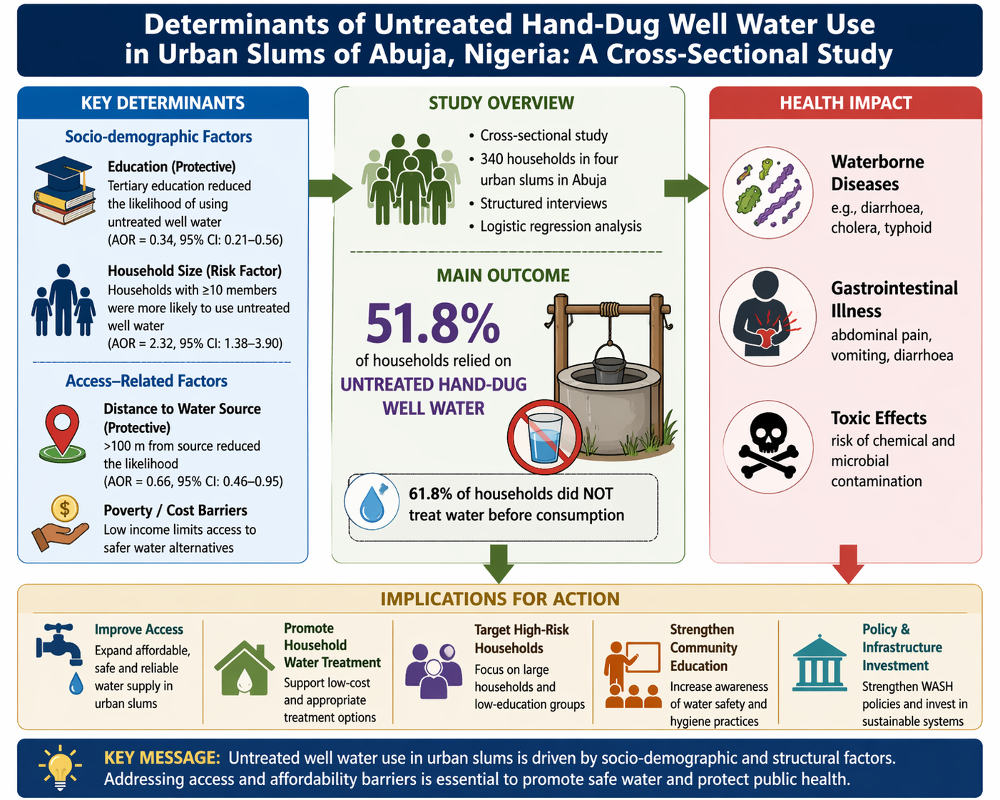 Determinants of Untreated Hand-Dug Well Water Use
in Urban Slums of Abuja, Nigeria: A Cross-Sectional Study
KEY DETERMINANTS
Socio-demographic Factors
Education (Protective)
Tertiary education reduced
the likelihood of using
untreated well water
(AOR = 0.34, 95% CI: 0.21–0.56)
Household Size (Risk Factor)
Households with ≥10 members
were more likely to use untreated
well water
(AOR = 2.32, 95% CI: 1.38–3.90)
Access–Related Factors
Distance to Water Source
(Protective)
>100 m from source reduced
the likelihood
(AOR = 0.66, 95% CI: 0.46–0.95)
$
Poverty / Cost Barriers
Low income limits access to
safer water alternatives
STUDY OVERVIEW
• Cross-sectional study
• 340 households in four
urban slums in Abuja
• Structured interviews
• Logistic regression analysis
MAIN OUTCOME
51.8%
of households relied on
UNTREATED HAND-DUG
WELL WATER
61.8% of households did NOT
treat water before consumption
HEALTH IMPACT
Waterborne
Diseases
e.g., diarrhoea,
cholera, typhoid
Gastrointestinal
Illness
abdominal pain,
vomiting, diarrhoea
Toxic Effects
risk of chemical and
microbial
contamination
IMPLICATIONS FOR ACTION
Improve Access
Expand affordable,
safe and reliable
water supply in
urban slums
Promote
Household
Water Treatment
Support low-cost
and appropriate
treatment options
Target High-Risk
Households
Focus on large
households and
low-education groups
Strengthen
Community
Education
Increase awareness
of water safety and
hygiene practices
Policy &
Infrastructure
Investment
Strengthen WASH
policies and invest in
sustainable systems
KEY MESSAGE: Untreated well water use in urban slums is driven by socio-demographic and structural factors.
Addressing access and affordability barriers is essential to promote safe water and protect public health.